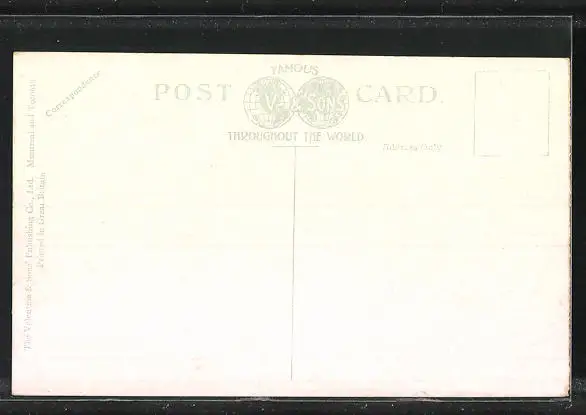 FAMOUS
POST V. & SONS CARD.
THROUGHOUT THE WORLD
Correspondence
Address Only
The Valentine & Sons' Publishing Co., Ltd. Montreal and Toronto
Printed in Great Britain